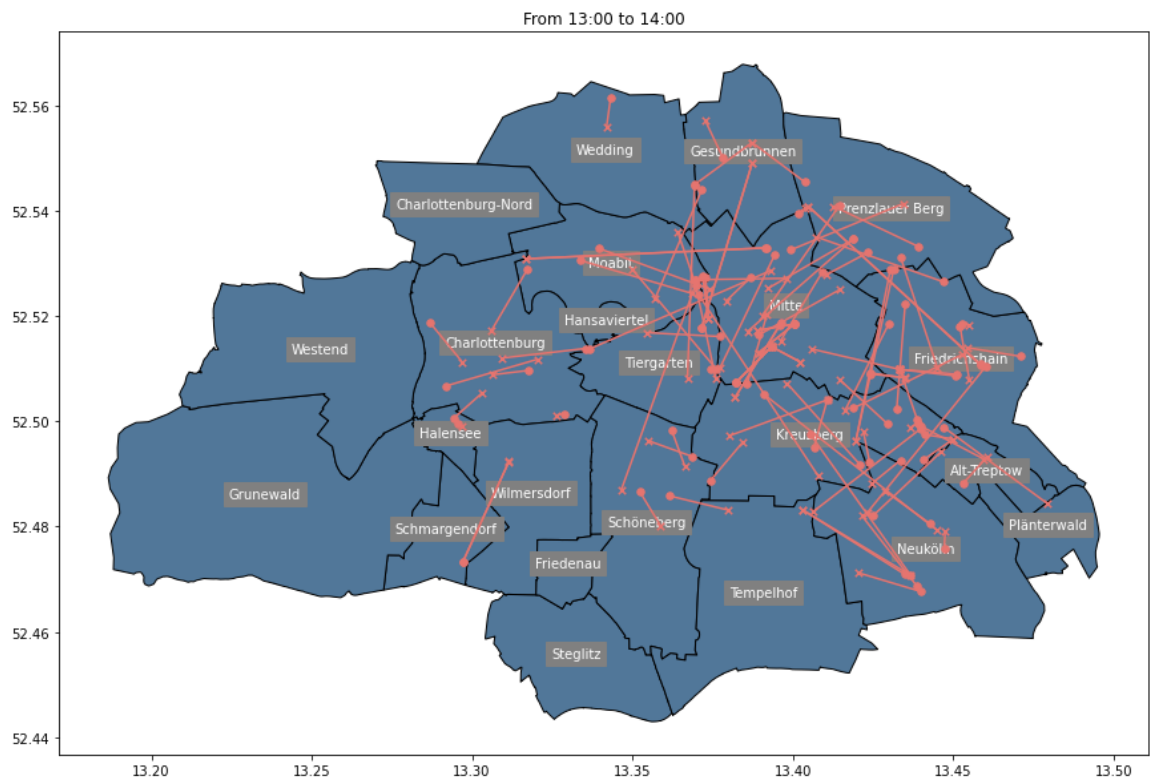 From 13:00 to 14:00
52.56
52.54
52.52
52.50
52.48
52.46
52.44
Wedding
Gesundbrunnen
Charlottenburg-Nord
Prenzlauer Berg
Moabit
Mitte
Hansaviertel
Charlottenburg
Westend
Tiergarten
Friedrichshain
Halensee
Kreuzberg
Alt-Treptow
Grunewald
Wilmersdorf
Schmargendorf
Schöneberg
Plänterwald
Neukölln
Friedenau
Tempelhof
Steglitz
13.20 13.25 13.30 13.35 13.40 13.45 13.50